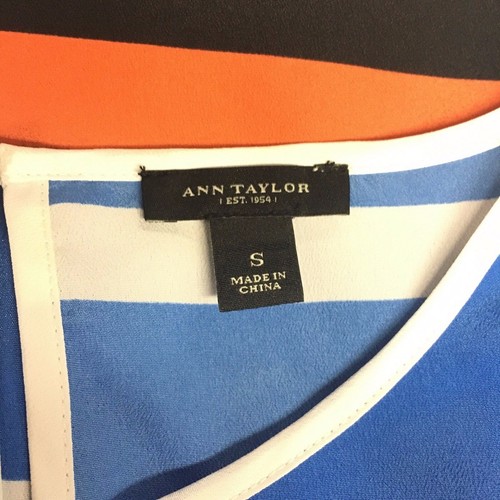 ANN TAYLOR
| EST. 1954 |
S
MADE IN
CHINA